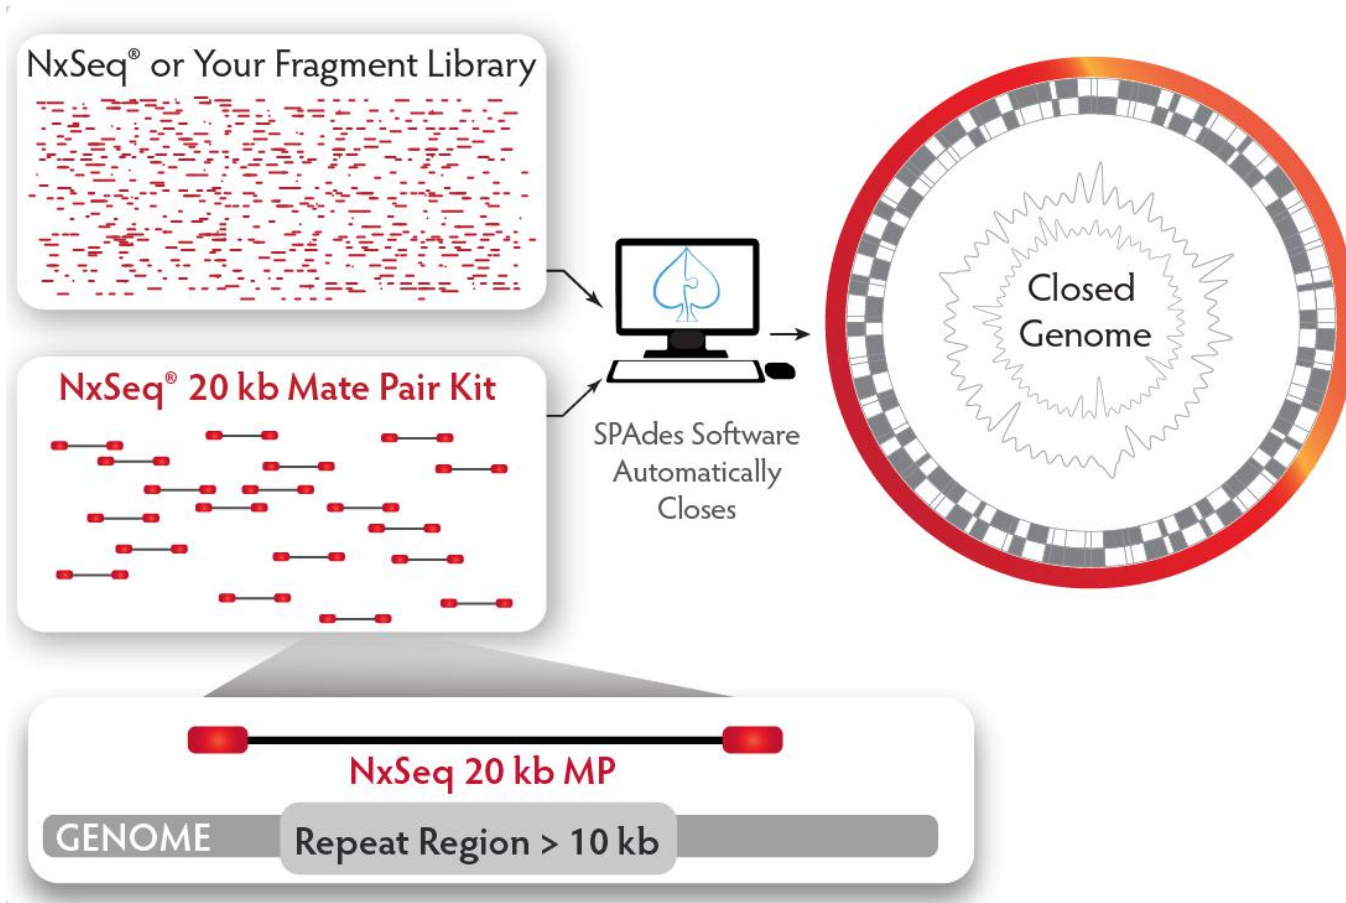 NxSeq® or Your Fragment Library
NxSeq® 20 kb Mate Pair Kit
SPAdes Software
Automatically
Closes
Closed
Genome
NxSeq 20 kb MP
GENOME
Repeat Region > 10 kb